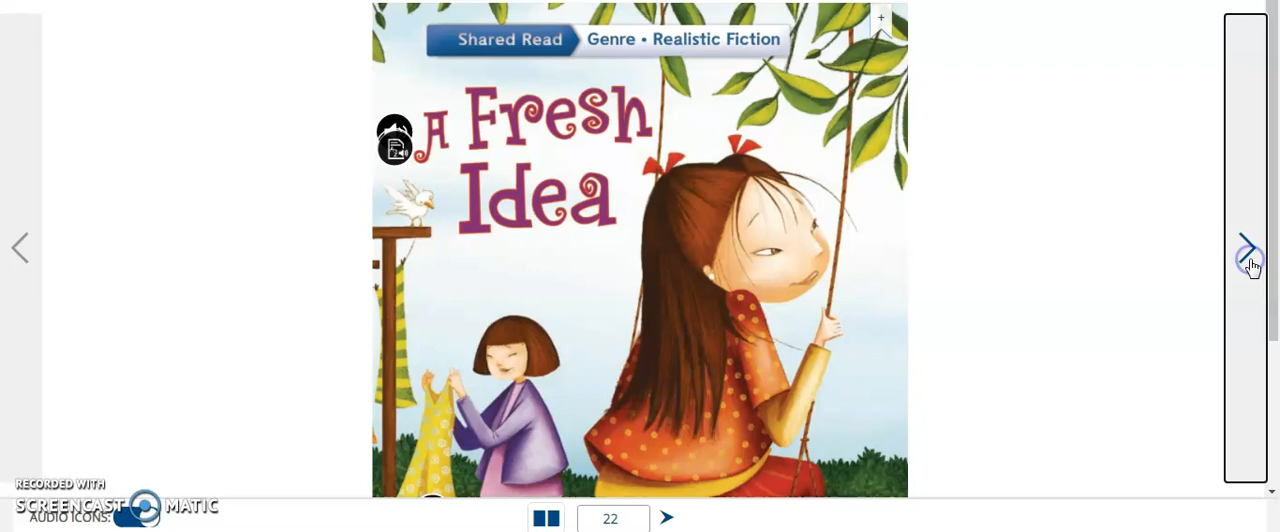 Shared Read Genre • Realistic Fiction
A Fresh
Idea
RECORDED WITH
SCREENCAST MATIC
AUDIO ICONS:
22